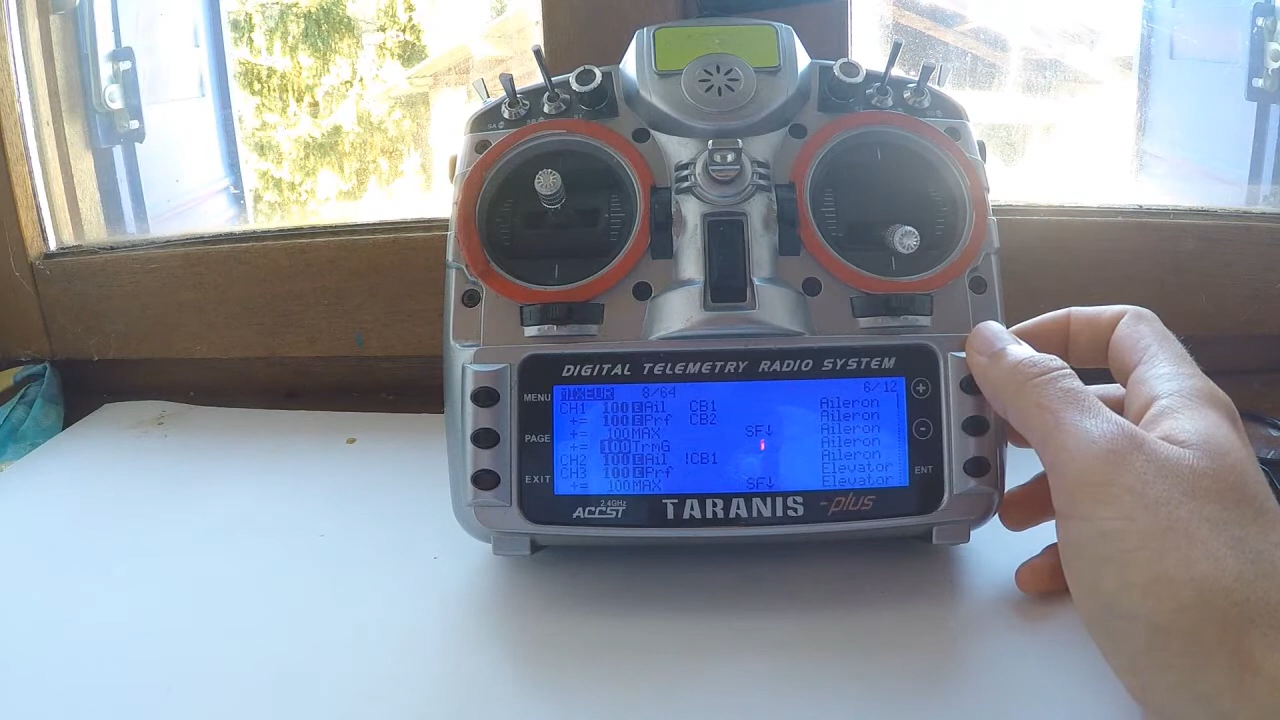 DIGITAL TELEMETRY RADIO SYSTEM
MENU
PAGE
EXIT
MIXEUR 8/64 6/12
CH1 100 E Ail CB1 Aileron
+= 100 E Prf CB2 Aileron
+= 100 MAX SF↓ Aileron
+= 100 TrmG Aileron
CH2 100 E Ail !CB1 Aileron
CH3 100 E Prf Elevator
+= 100 MAX SF↓ Elevator
+
-
ENT
2.4GHz
ACCST TARANIS -plus